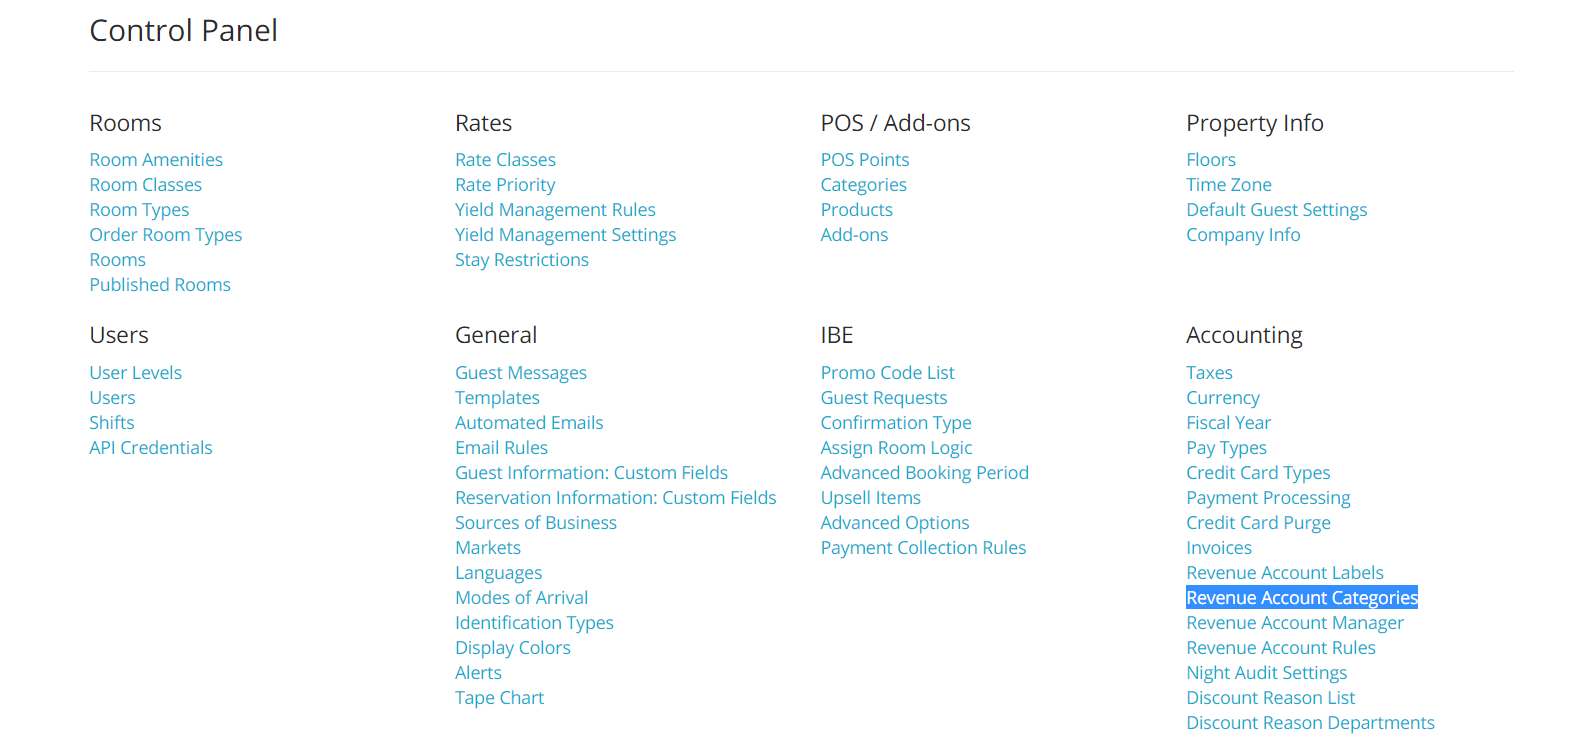 Control Panel
Rooms
Room Amenities
Room Classes
Room Types
Order Room Types
Rooms
Published Rooms
Rates
Rate Classes
Rate Priority
Yield Management Rules
Yield Management Settings
Stay Restrictions
POS / Add-ons
POS Points
Categories
Products
Add-ons
Property Info
Floors
Time Zone
Default Guest Settings
Company Info
Users
User Levels
Users
Shifts
API Credentials
General
Guest Messages
Templates
Automated Emails
Email Rules
Guest Information: Custom Fields
Reservation Information: Custom Fields
Sources of Business
Markets
Languages
Modes of Arrival
Identification Types
Display Colors
Alerts
Tape Chart
IBE
Promo Code List
Guest Requests
Confirmation Type
Assign Room Logic
Advanced Booking Period
Upsell Items
Advanced Options
Payment Collection Rules
Accounting
Taxes
Currency
Fiscal Year
Pay Types
Credit Card Types
Payment Processing
Credit Card Purge
Invoices
Revenue Account Labels
Revenue Account Categories
Revenue Account Manager
Revenue Account Rules
Night Audit Settings
Discount Reason List
Discount Reason Departments